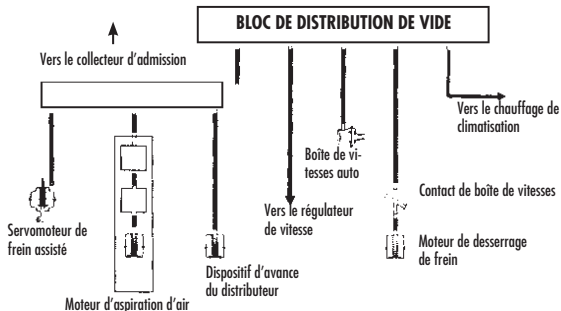 BLOC DE DISTRIBUTION DE VIDE
Vers le collecteur d'admission
Vers le chauffage de
climatisation
Boîte de vi-
tesses auto
Contact de boîte de vitesses
Vers le régulateur
de vitesse
Servomoteur de
frein assisté
Moteur de desserrage
de frein
Dispositif d'avance
du distributeur
Moteur d'aspiration d'air